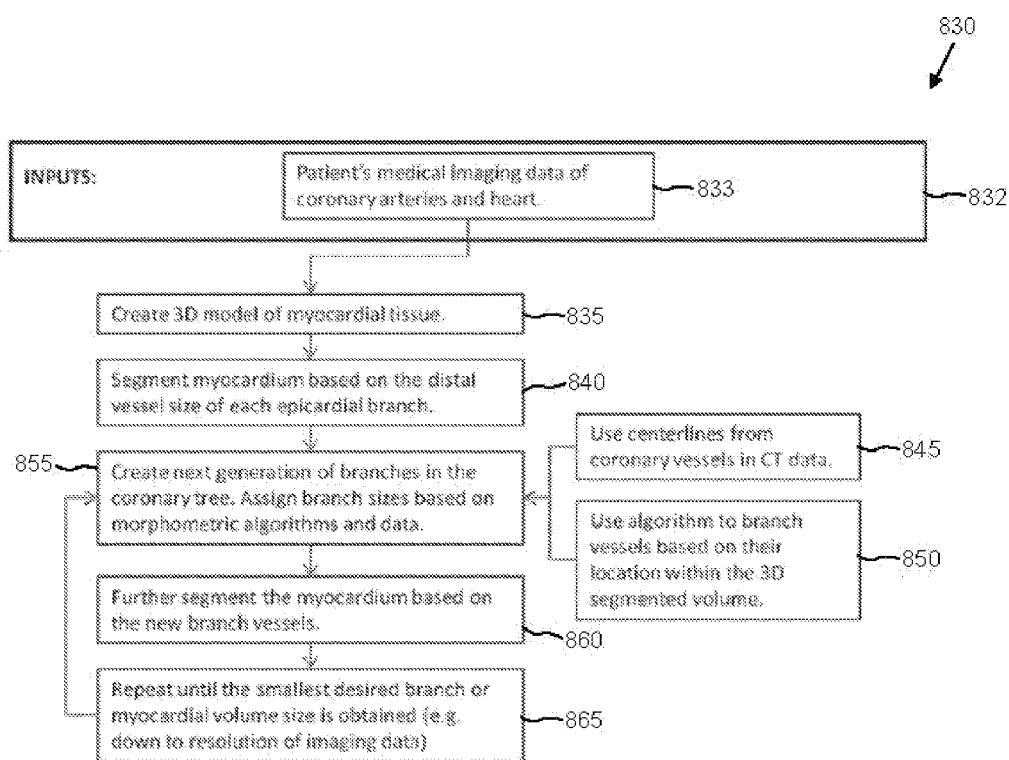 830
INPUTS:
Patient's medical imaging data of
coronary arteries and heart.
833
832
Create 3D model of myocardial tissue.
835
Segment myocardium based on the distal
vessel size of each epicardial branch.
840
855
Create next generation of branches in the
coronary tree. Assign branch sizes based on
morphometric algorithms and data.
Use centerlines from
coronary vessels in CT data.
845
Use algorithm to branch
vessels based on their
location within the 3D
segmented volume.
850
Further segment the myocardium based on
the new branch vessels.
860
Repeat until the smallest desired branch or
myocardial volume size is obtained (e.g.
down to resolution of imaging data)
865